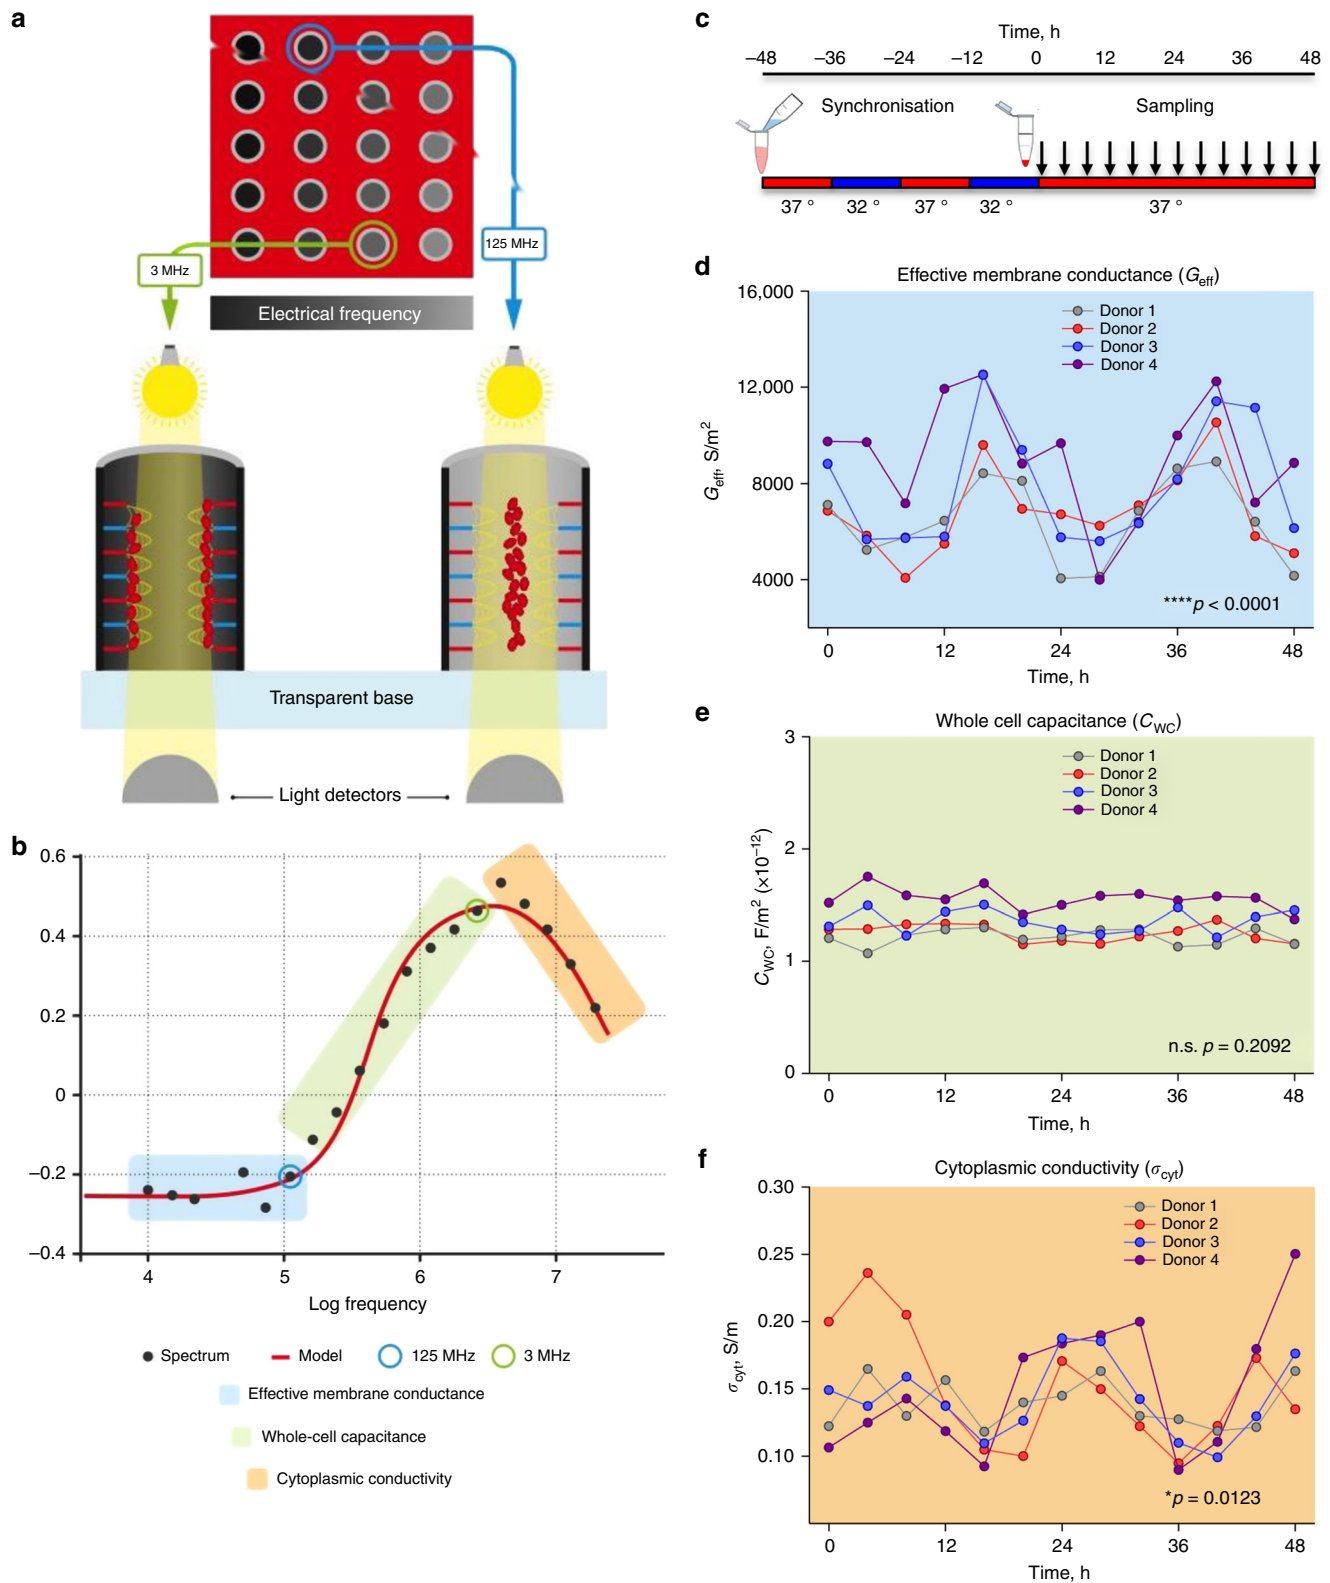 a
125 MHz
3 MHz
Electrical frequency
Transparent base
Light detectors
b
0.6
0.4
0.2
0
–0.2
–0.4
4 5 6 7
Log frequency
Spectrum Model 125 MHz 3 MHz
Effective membrane conductance
Whole-cell capacitance
Cytoplasmic conductivity
c
Time, h
–48 –36 –24 –12 0 12 24 36 48
Synchronisation Sampling
37 ° 32 ° 37 ° 32 ° 37 °
d
Effective membrane conductance (Geff)
16,000
12,000
8000
4000
Geff, S/m²
Donor 1
Donor 2
Donor 3
Donor 4
****p < 0.0001
0 12 24 36 48
Time, h
e
Whole cell capacitance (CWC)
3
2
1
0
CWC, F/m² (×10⁻¹²)
Donor 1
Donor 2
Donor 3
Donor 4
n.s. p = 0.2092
0 12 24 36 48
Time, h
f
Cytoplasmic conductivity (σcyt)
0.30
0.25
0.20
0.15
0.10
σcyt, S/m
Donor 1
Donor 2
Donor 3
Donor 4
*p = 0.0123
0 12 24 36 48
Time, h